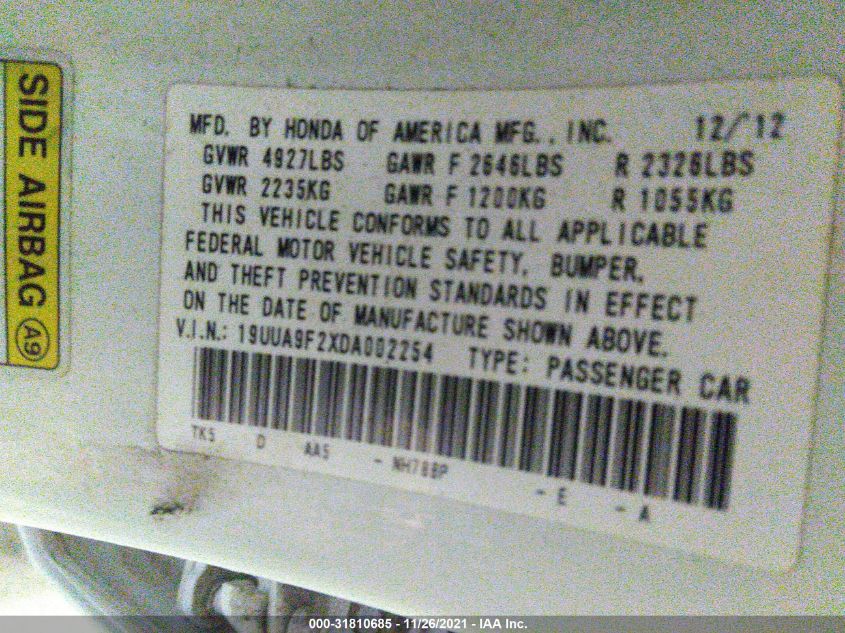 SIDE AIRBAG A9
MFD. BY HONDA OF AMERICA MFG., INC. 12/12
GVWR 4927LBS GAWR F 2646LBS R 2326LBS
GVWR 2235KG GAWR F 1200KG R 1055KG
THIS VEHICLE CONFORMS TO ALL APPLICABLE
FEDERAL MOTOR VEHICLE SAFETY, BUMPER,
AND THEFT PREVENTION STANDARDS IN EFFECT
ON THE DATE OF MANUFACTURE SHOWN ABOVE.
V.I.N.: 19UUA9F2XDA002254 TYPE: PASSENGER CAR
TK5 D AA5 - NH788P - E - A
000-31810685 - 11/26/2021 - IAA Inc.